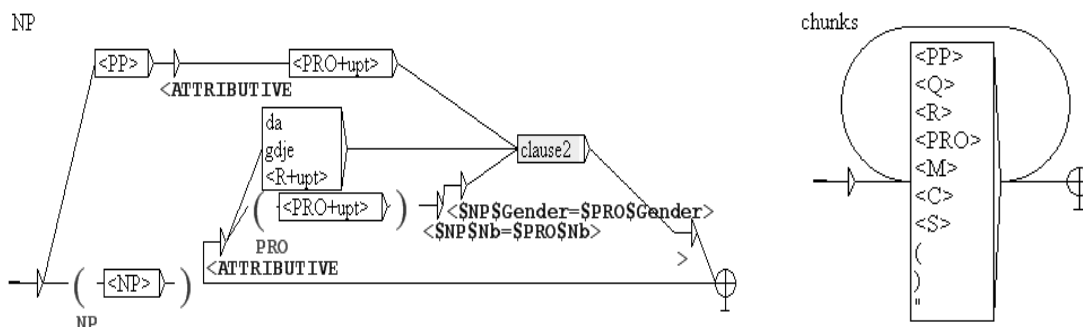 NP
<PP>
<PRO+upt>
<ATTRIBUTIVE
da
gdje
<R+upt>
clause2
( <PRO+upt> )
PRO
<$NP$Gender=$PRO$Gender>
<$NP$Nb=$PRO$Nb>
<ATTRIBUTIVE
>
( <NP> )
NP
chunks
<PP>
<Q>
<R>
<PRO>
<M>
<C>
<S>
(
)
"